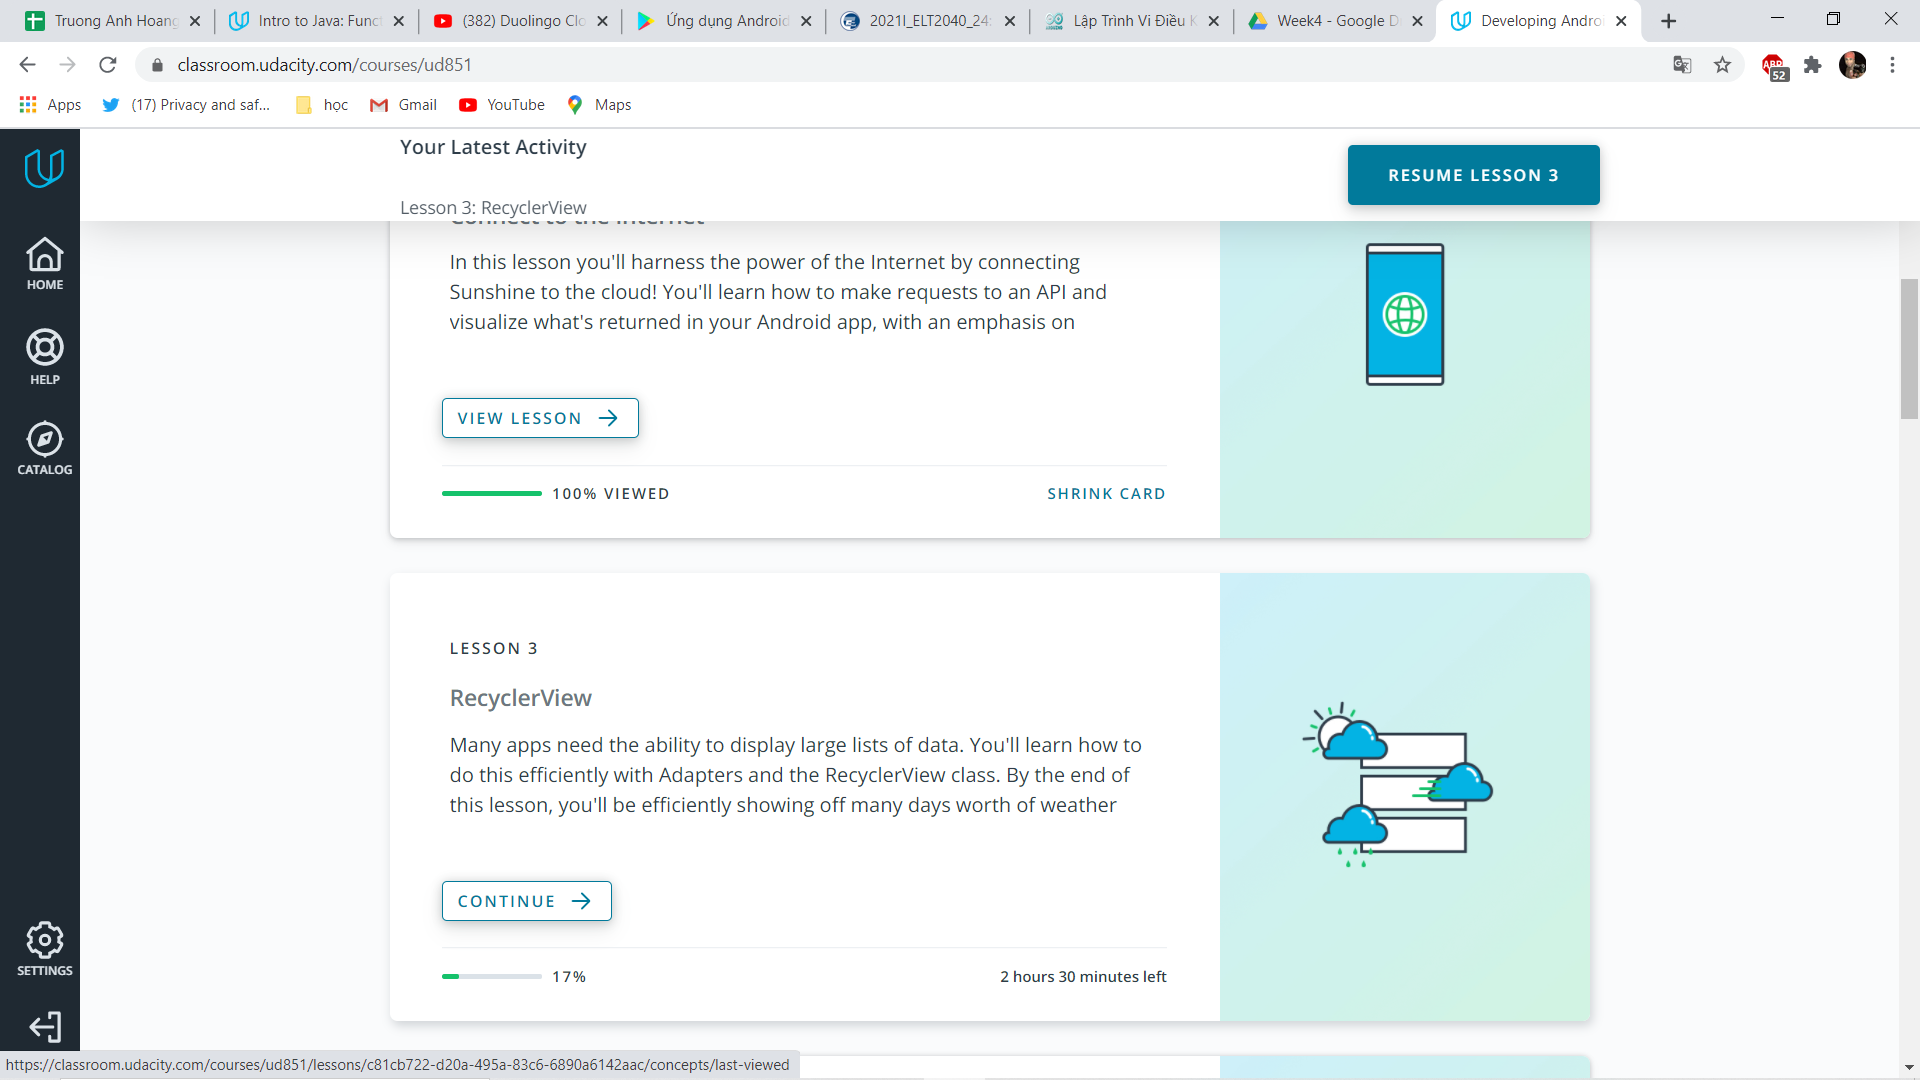 Truong Anh Hoang
Intro to Java: Funct
(382) Duolingo Clo
Ứng dụng Android
2021I_ELT2040_24
Lập Trình Vi Điều K
Week4 - Google D
Developing Androi
classroom.udacity.com/courses/ud851
ABP
52
Apps
(17) Privacy and saf...
học
Gmail
YouTube
Maps
Your Latest Activity
Lesson 3: RecyclerView
RESUME LESSON 3
HOME
HELP
CATALOG
SETTINGS
Connect to the Internet
In this lesson you'll harness the power of the Internet by connecting
Sunshine to the cloud! You'll learn how to make requests to an API and
visualize what's returned in your Android app, with an emphasis on
VIEW LESSON
100% VIEWED
SHRINK CARD
LESSON 3
RecyclerView
Many apps need the ability to display large lists of data. You'll learn how to
do this efficiently with Adapters and the RecyclerView class. By the end of
this lesson, you'll be efficiently showing off many days worth of weather
CONTINUE
17%
2 hours 30 minutes left
https://classroom.udacity.com/courses/ud851/lessons/c81cb722-d20a-495a-83c6-6890a6142aac/concepts/last-viewed